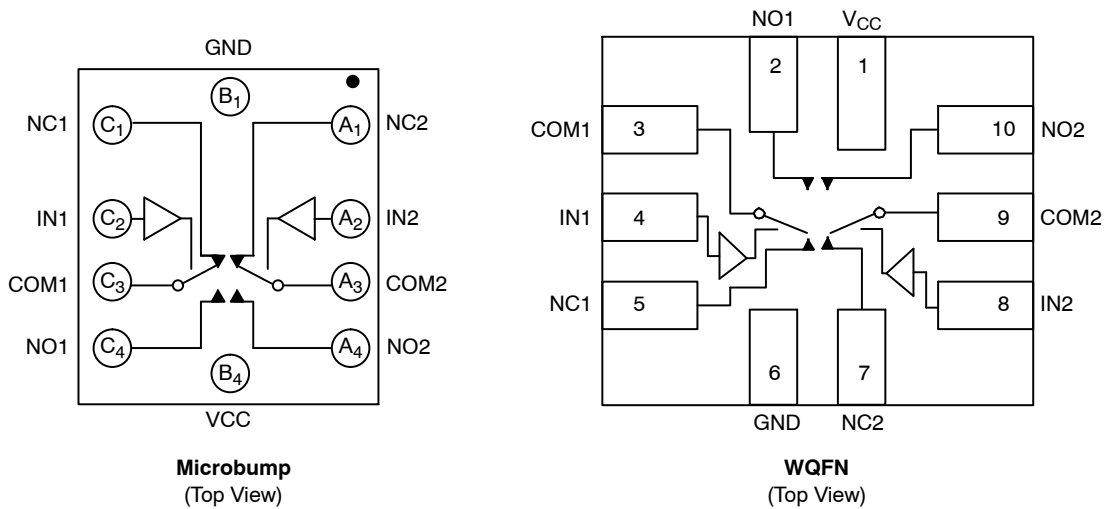 GND
B1
NC1
C1
A1
NC2
IN1
C2
A2
IN2
COM1
C3
A3
COM2
NO1
C4
A4
NO2
B4
VCC
Microbump
(Top View)
NO1
VCC
2
1
COM1
3
10
NO2
IN1
4
9
COM2
NC1
5
8
IN2
6
7
GND
NC2
WQFN
(Top View)